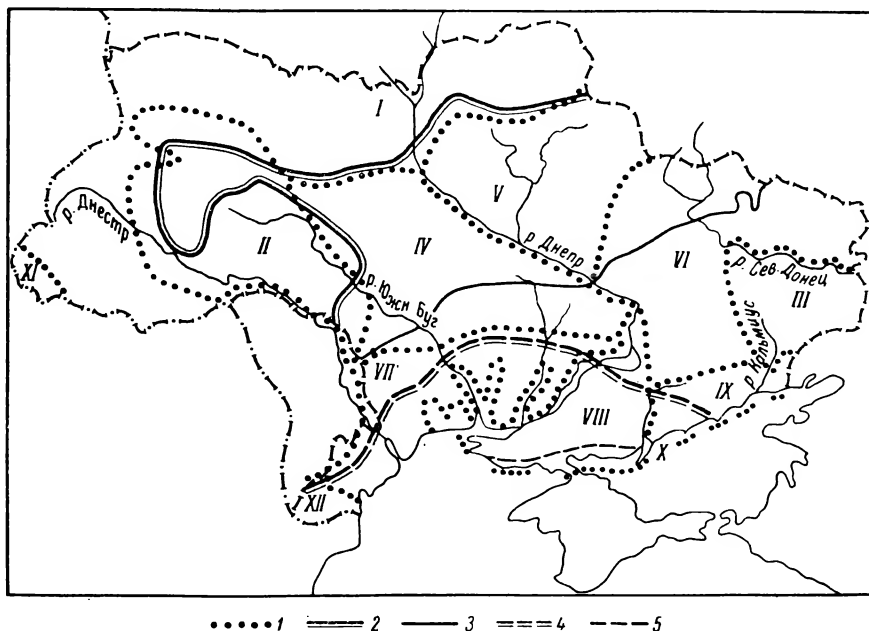 I
V
р. Днестр
II
IV
р. Днепр
VI
XI
р. Сев. Донец
III
р. Южн Буг
р. Кальмиус
VII
IX
VIII
X
I
I XII
1 2 3 4 5